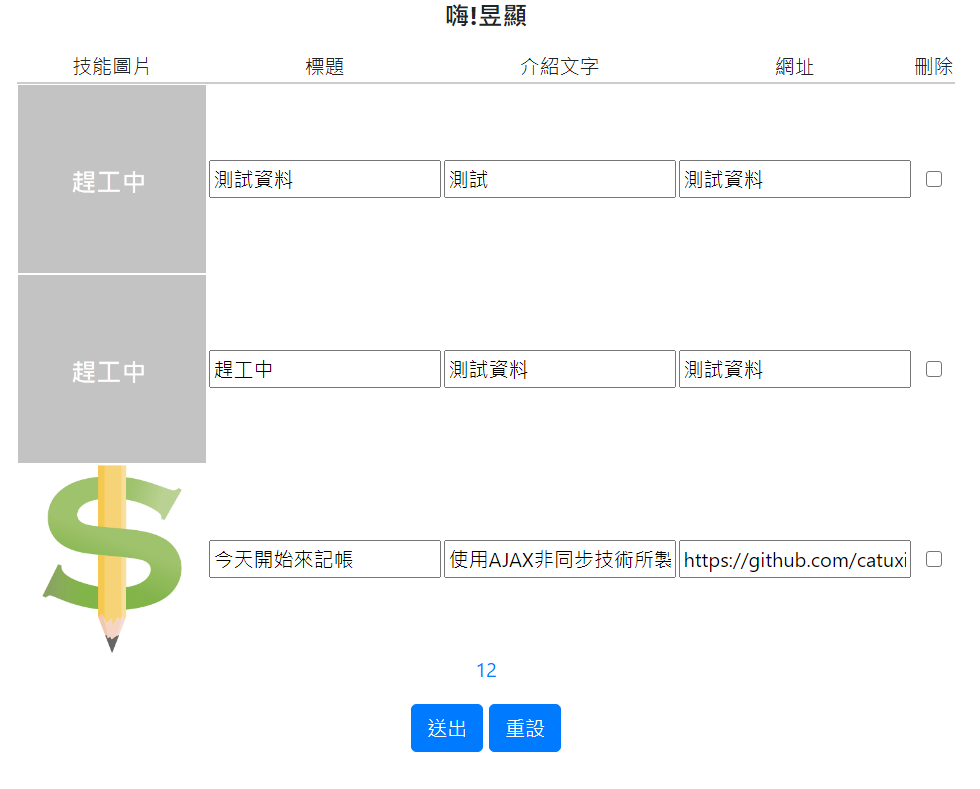 嗨!昱顯
技能圖片 標題 介紹文字 網址 刪除
趕工中 測試資料 測試 測試資料
趕工中 趕工中 測試資料 測試資料
今天開始來記帳 使用AJAX非同步技術所製 https://github.com/catuxi
12
送出 重設